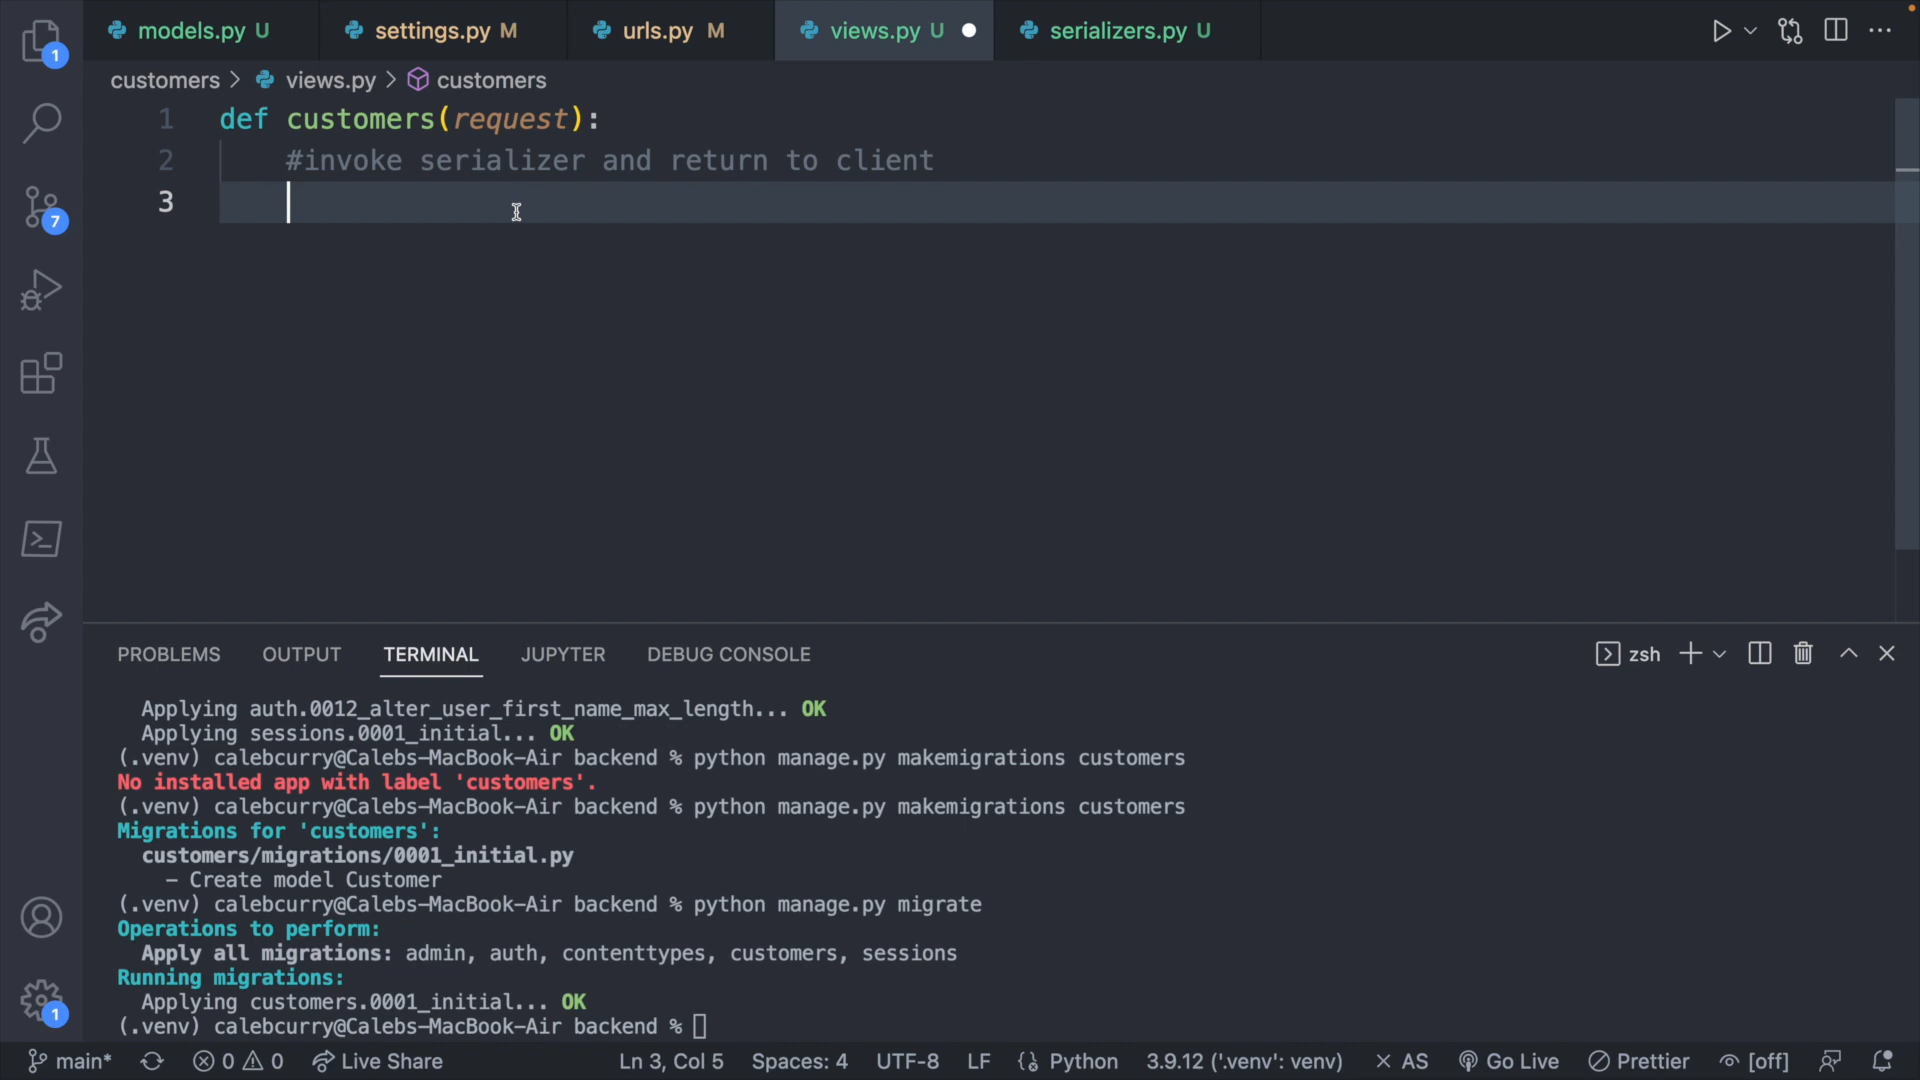 models.py U settings.py M urls.py M views.py U serializers.py U
customers > views.py > customers
1 def customers(request):
2 #invoke serializer and return to client
3
1
7
1
PROBLEMS OUTPUT TERMINAL JUPYTER DEBUG CONSOLE zsh
Applying auth.0012_alter_user_first_name_max_length... OK
Applying sessions.0001_initial... OK
(.venv) calebcurry@Calebs-MacBook-Air backend % python manage.py makemigrations customers
No installed app with label 'customers'.
(.venv) calebcurry@Calebs-MacBook-Air backend % python manage.py makemigrations customers
Migrations for 'customers':
customers/migrations/0001_initial.py
- Create model Customer
(.venv) calebcurry@Calebs-MacBook-Air backend % python manage.py migrate
Operations to perform:
Apply all migrations: admin, auth, contenttypes, customers, sessions
Running migrations:
Applying customers.0001_initial... OK
(.venv) calebcurry@Calebs-MacBook-Air backend %
main* 0 0 Live Share Ln 3, Col 5 Spaces: 4 UTF-8 LF Python 3.9.12 ('.venv': venv) AS Go Live Prettier [off]